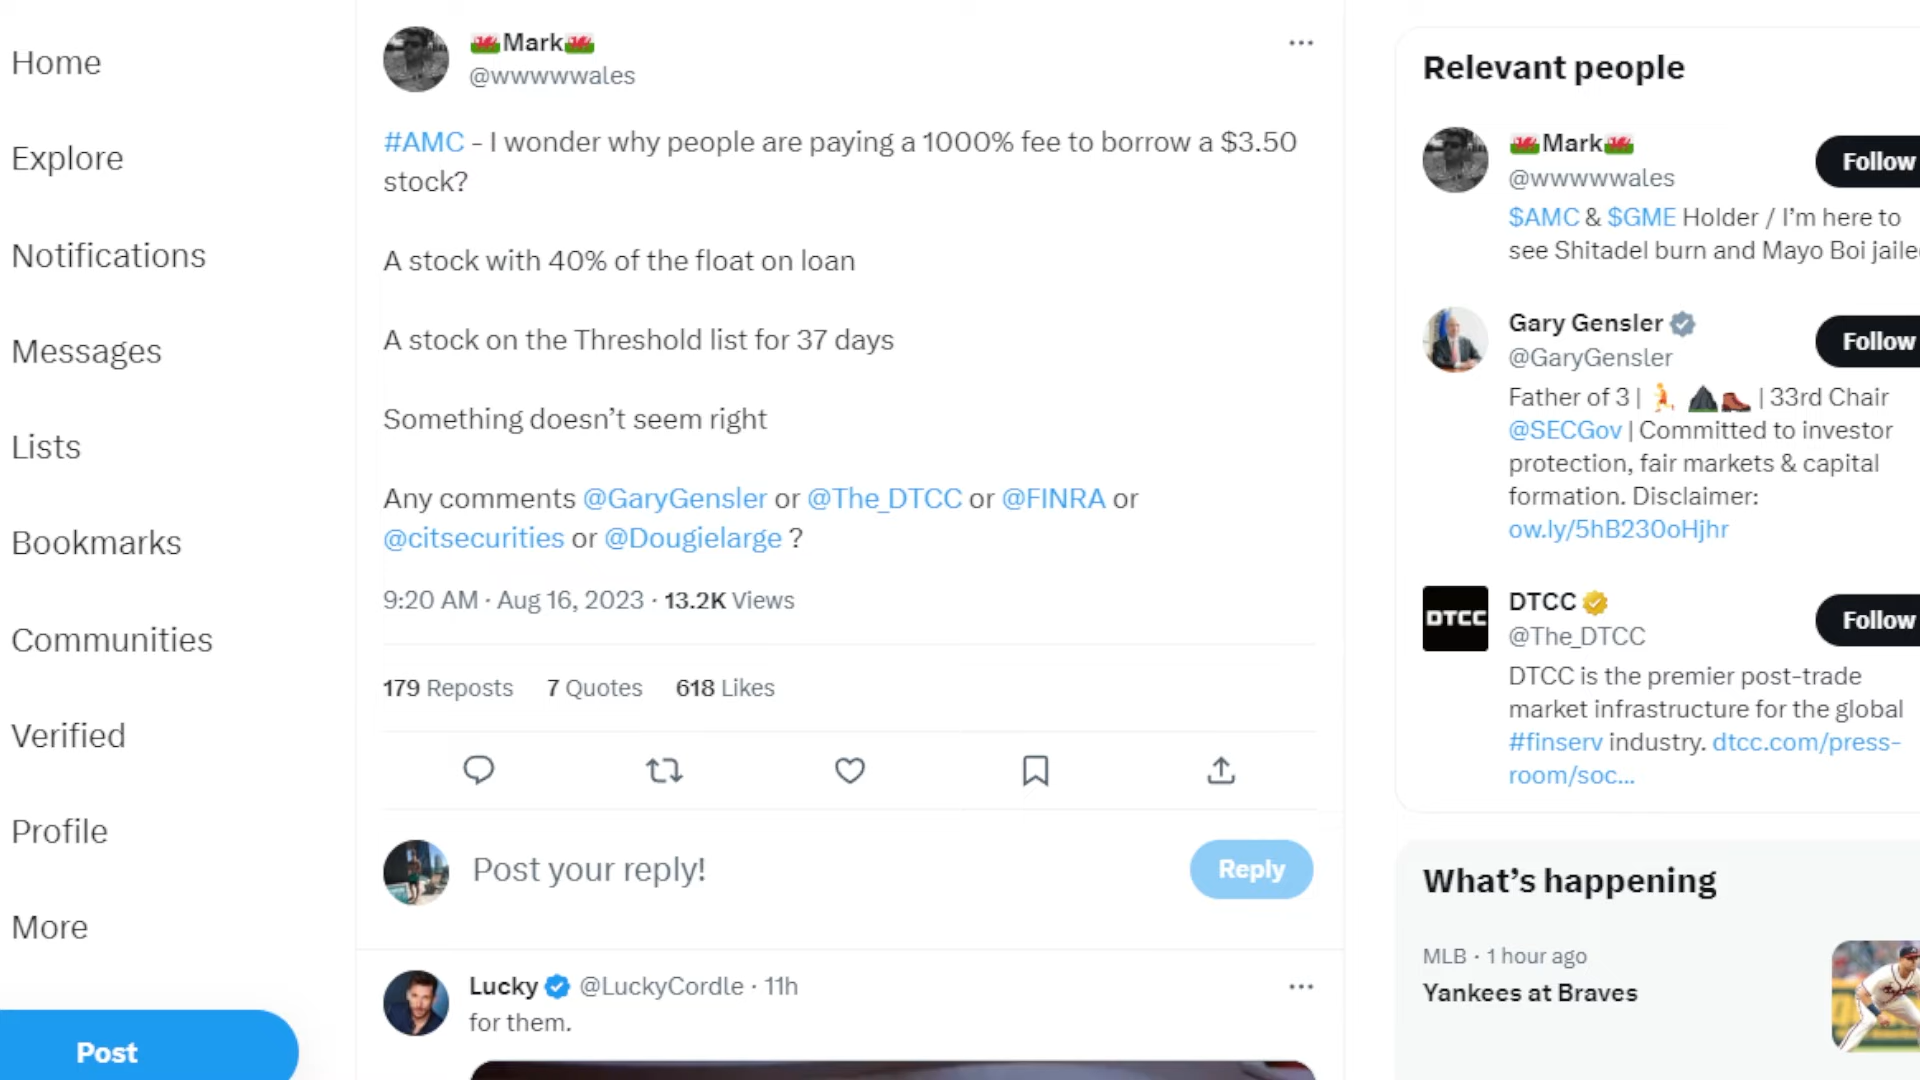 Home
Explore
Notifications
Messages
Lists
Bookmarks
Communities
Verified
Profile
More
Post
Mark
@wwwwwales
#AMC - I wonder why people are paying a 1000% fee to borrow a $3.50
stock?
A stock with 40% of the float on loan
A stock on the Threshold list for 37 days
Something doesn’t seem right
Any comments @GaryGensler or @The_DTCC or @FINRA or
@citsecurities or @Dougielarge ?
9:20 AM · Aug 16, 2023 · 13.2K Views
179 Reposts 7 Quotes 618 Likes
Post your reply!
Reply
Lucky @LuckyCordle · 11h
for them.
Relevant people
Mark
@wwwwwales
Follow
$AMC & $GME Holder / I’m here to
see Shitadel burn and Mayo Boi jaile
Gary Gensler
@GaryGensler
Follow
Father of 3 | | 33rd Chair
@SECGov | Committed to investor
protection, fair markets & capital
formation. Disclaimer:
ow.ly/5hB230oHjhr
DTCC
DTCC
@The_DTCC
Follow
DTCC is the premier post-trade
market infrastructure for the global
#finserv industry. dtcc.com/press-
room/soc...
What’s happening
MLB · 1 hour ago
Yankees at Braves